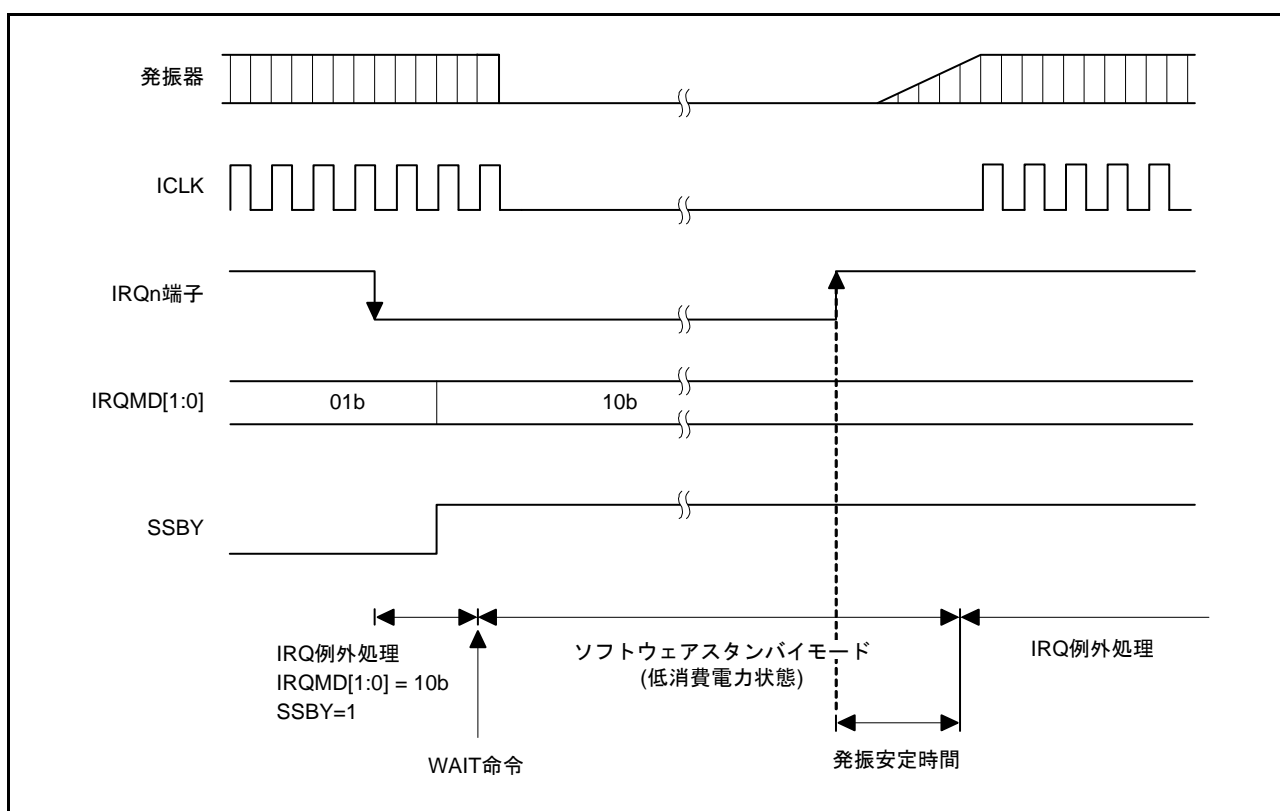 発振器
ICLK
IRQn端子
IRQMD[1:0]
01b
10b
SSBY
IRQ例外処理
IRQMD[1:0] = 10b
SSBY=1
ソフトウェアスタンバイモード
(低消費電力状態)
IRQ例外処理
WAIT命令
発振安定時間